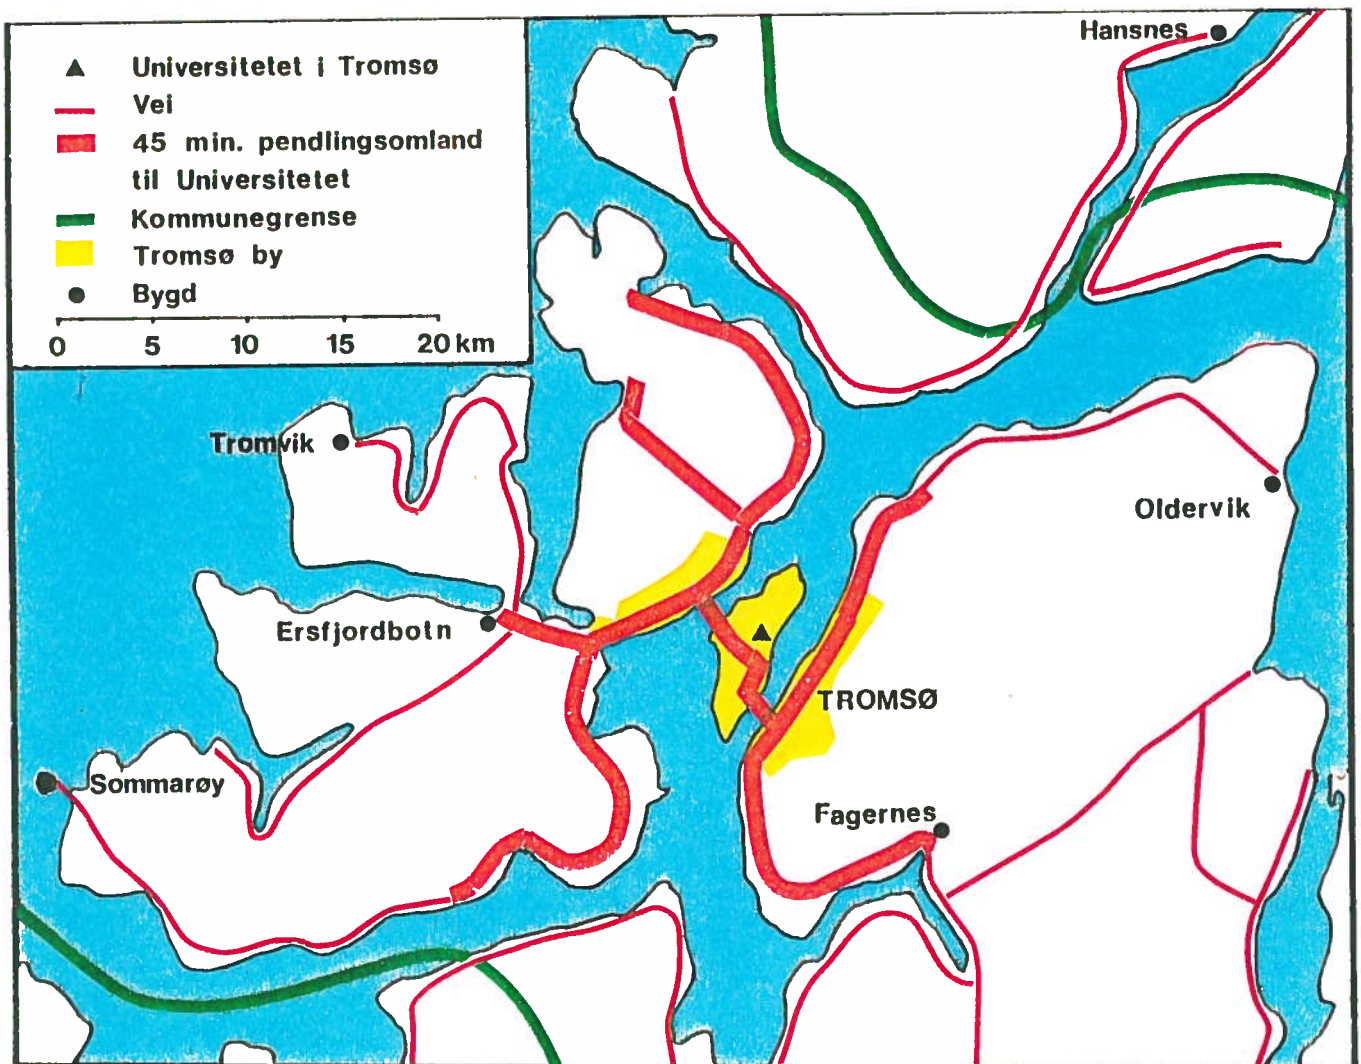 Universitetet i Tromsø
Vei
45 min. pendlingsomland
til Universitetet
Kommunegrense
Tromsø by
Bygd
0 5 10 15 20 km
Hansnes
Tromvik
Oldervik
Ersfjordbotn
TROMSØ
Sommarøy
Fagernes